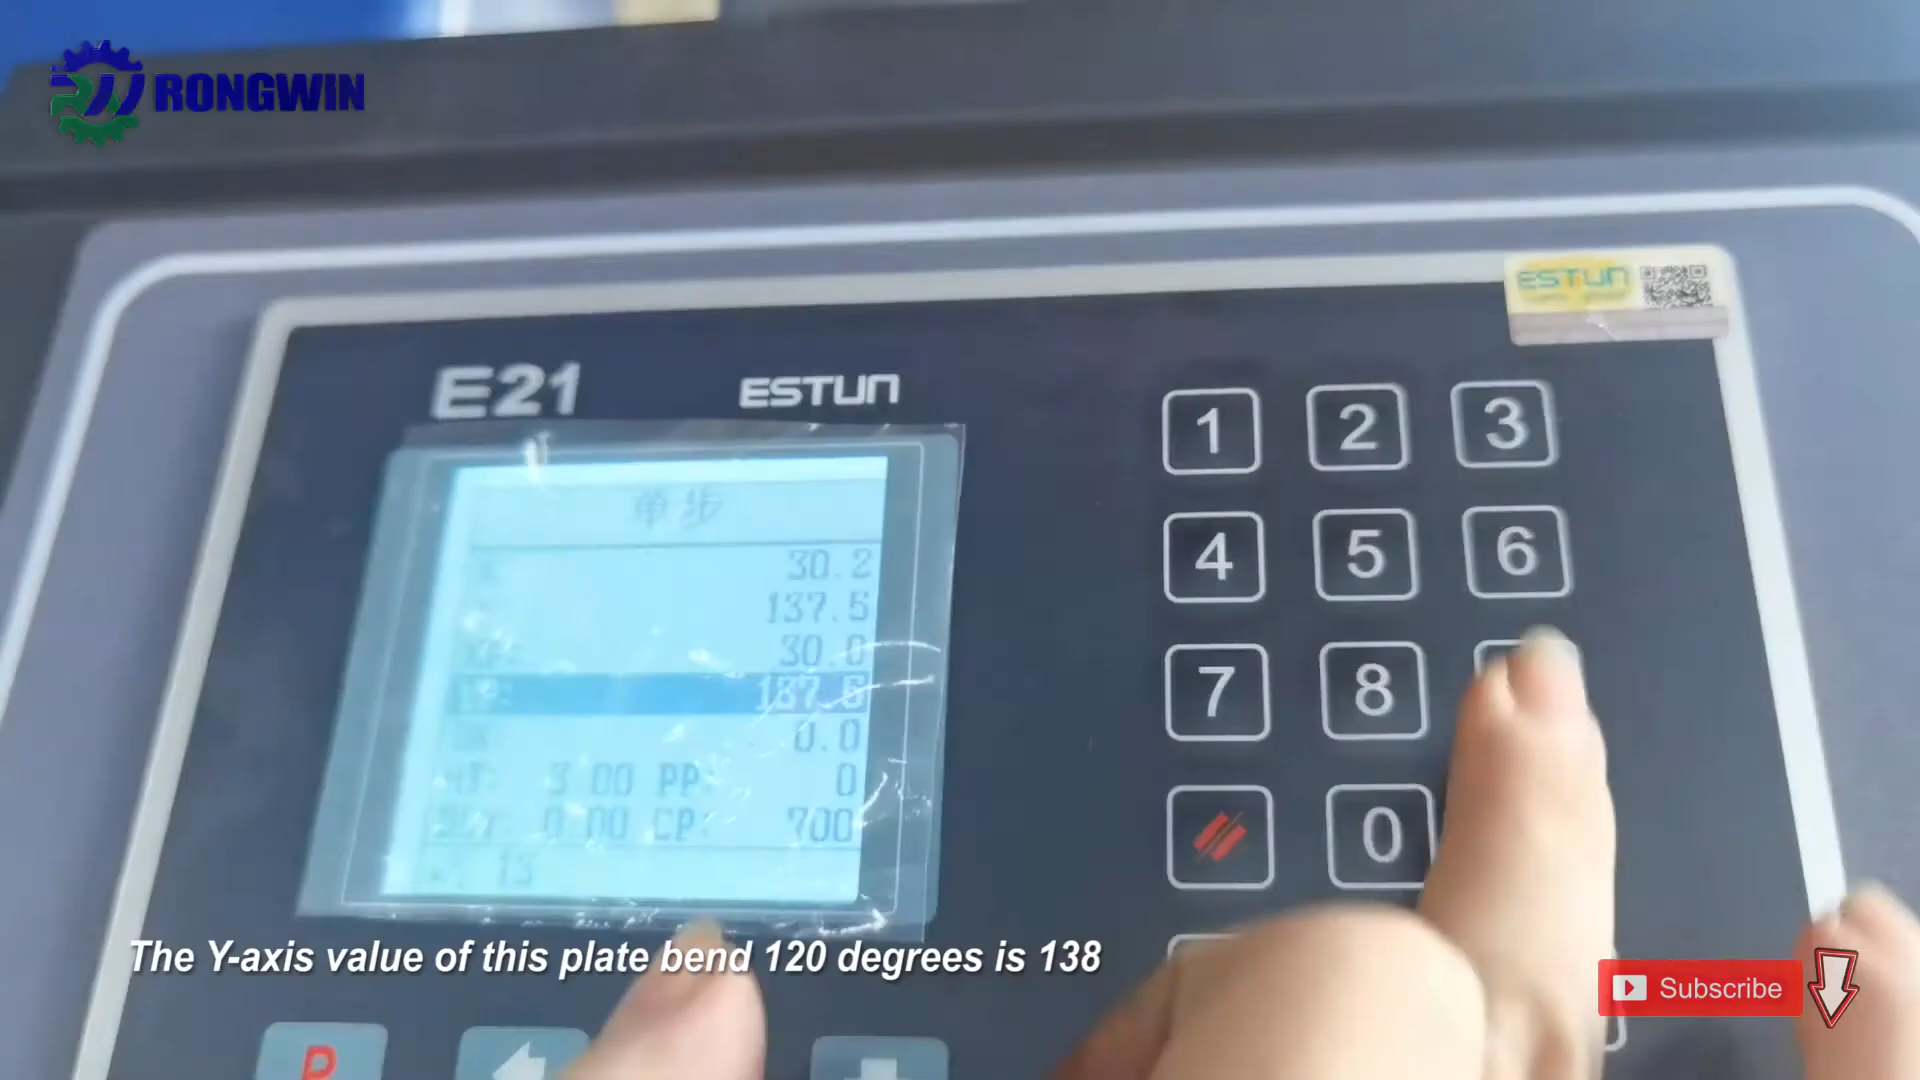 RW RONGWIN
ESTUN
E21 ESTUN
单步
30.2
137.5
30.0
0.0
3.00 PP: 0
0.00 CP: 700
15
1 2 3
4 5 6
7 8
0
The Y-axis value of this plate bend 120 degrees is 138
Subscribe
P